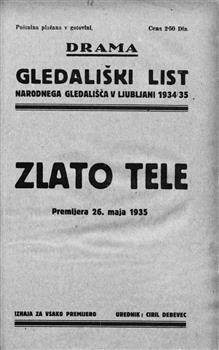 Poštnina plačana v gotovini. Cena 2·50 Din
DRAMA
GLEDALIŠKI LIST
NARODNEGA GLEDALIŠČA V LJUBLJANI 1934/35
ZLATO TELE
Premijera 26. maja 1935
IZHAJA ZA VSAKO PREMIJERO UREDNIK: CIRIL DEBEVEC